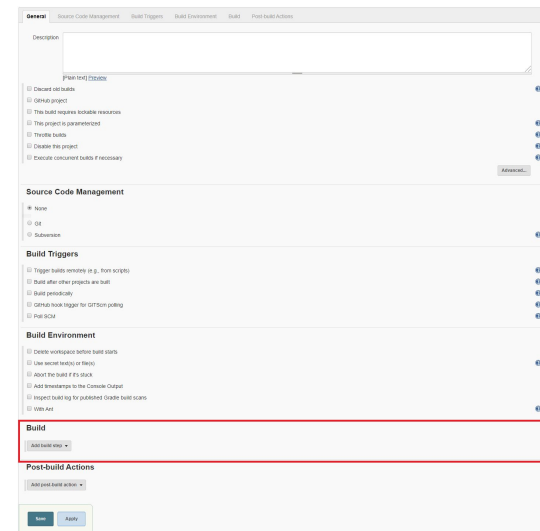 General Source Code Management Build Triggers Build Environment Build Post-build Actions
Description
[Plain text] Preview
Discard old builds
GitHub project
This build requires lockable resources
This project is parameterized
Throttle builds
Disable this project
Execute concurrent builds if necessary
Advanced...
Source Code Management
None
Git
Subversion
Build Triggers
Trigger builds remotely (e.g., from scripts)
Build after other projects are built
Build periodically
GitHub hook trigger for GITScm polling
Poll SCM
Build Environment
Delete workspace before build starts
Use secret text(s) or file(s)
Abort the build if it's stuck
Add timestamps to the Console Output
Inspect build log for published Gradle build scans
With Ant
Build
Add build step
Post-build Actions
Add post-build action
Save Apply